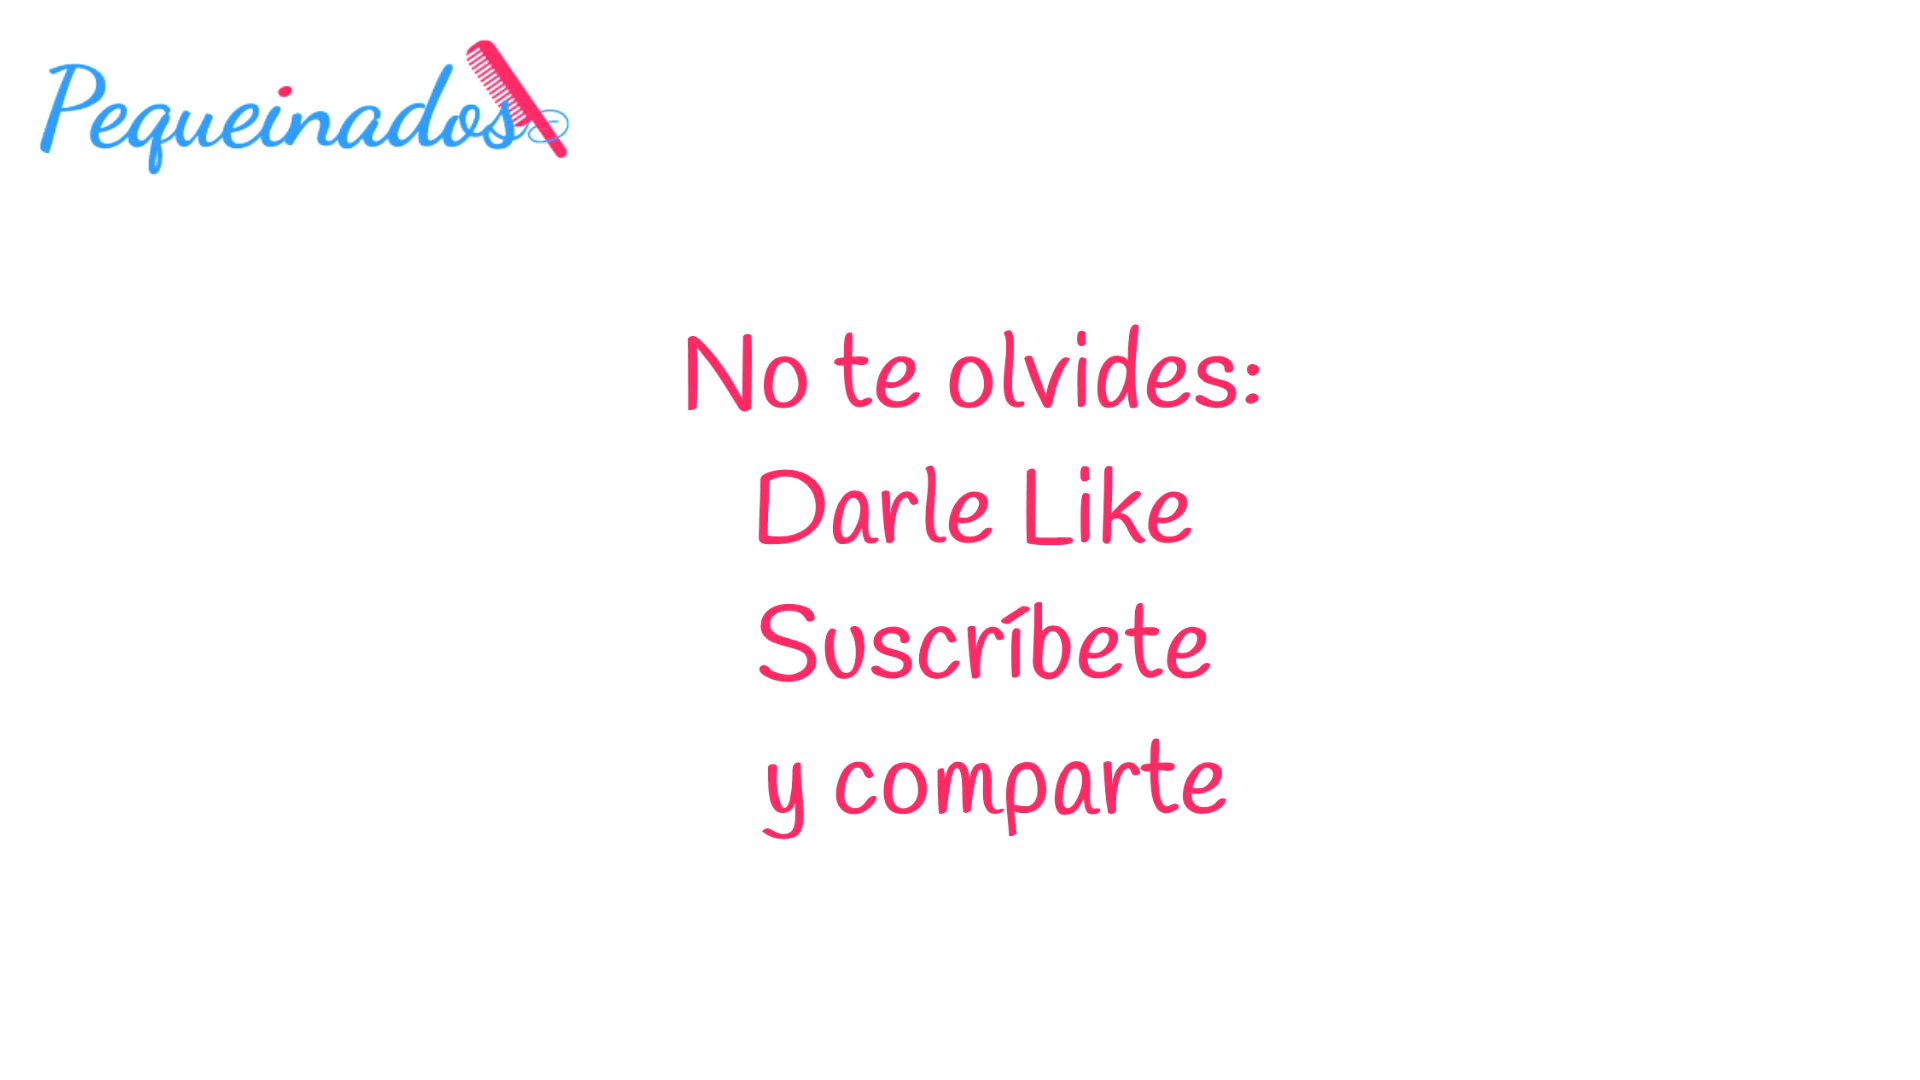 Pequeinados
No te olvides:
Darle Like
Suscríbete
y comparte